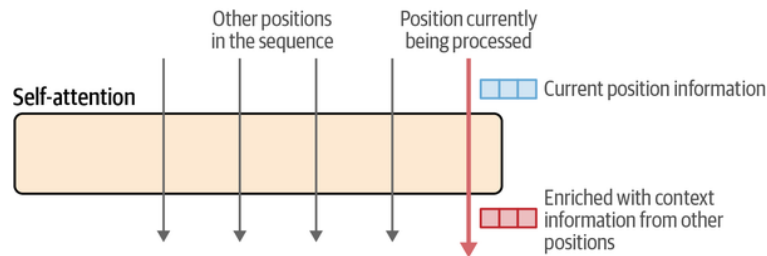 Other positions
in the sequence
Position currently
being processed
Self-attention
Current position information
Enriched with context
information from other
positions